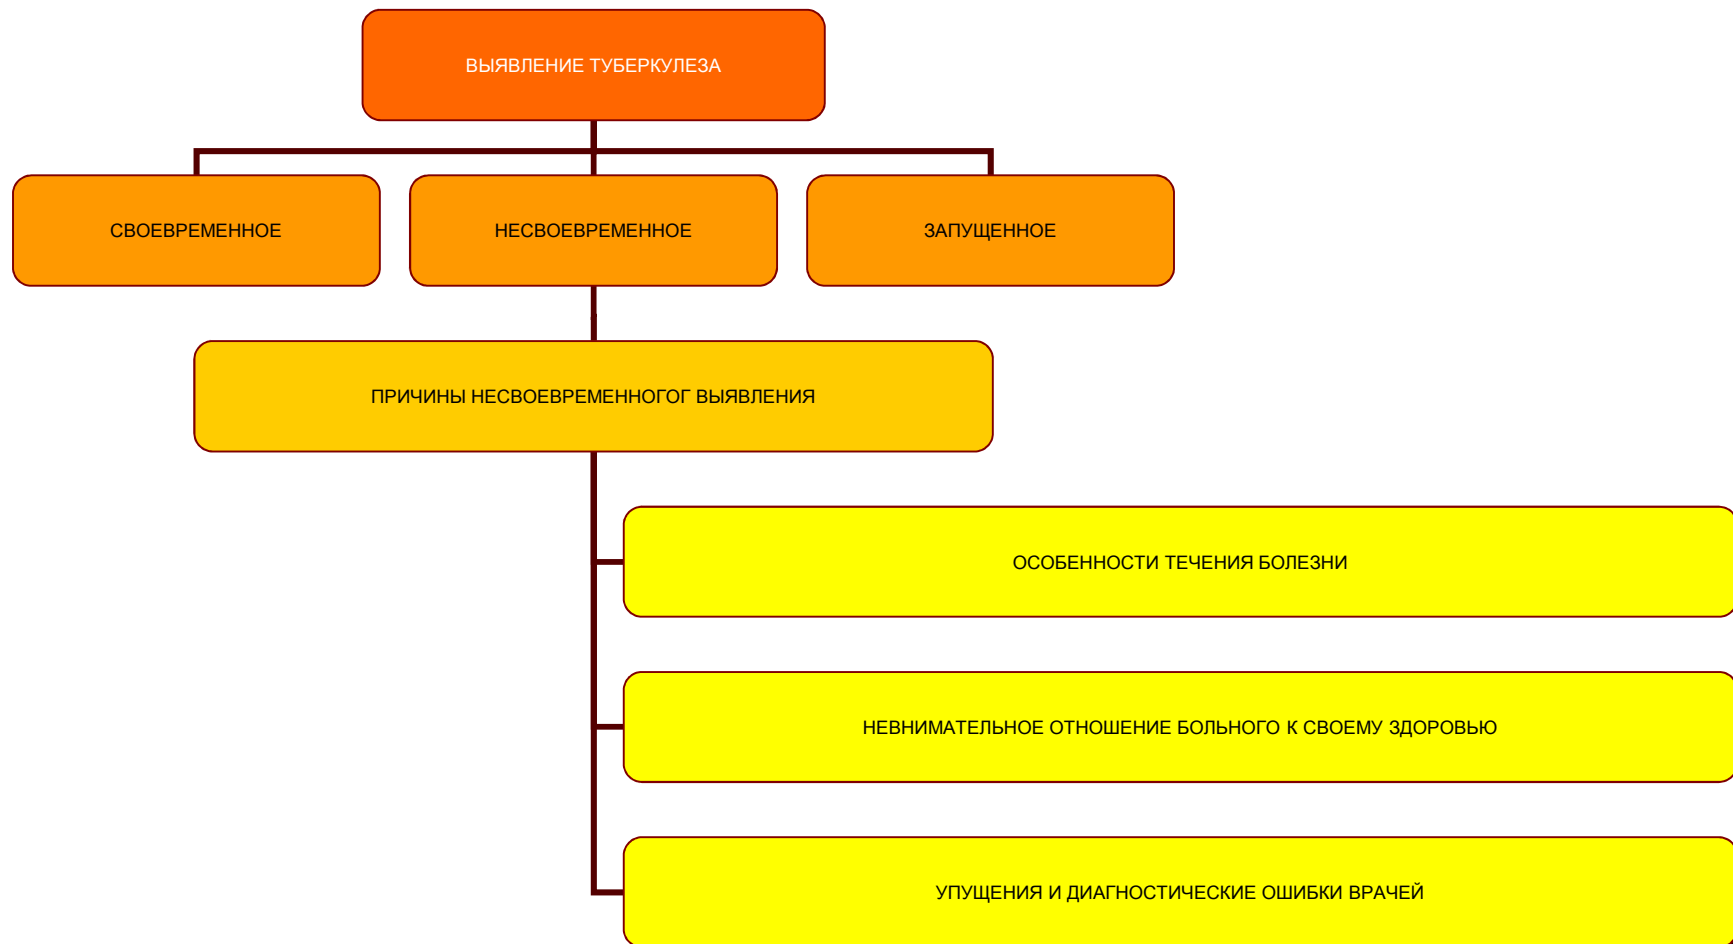 ВЫЯВЛЕНИЕ ТУБЕРКУЛЕЗА
СВОЕВРЕМЕННОЕ
НЕСВОЕВРЕМЕННОЕ
ЗАПУЩЕННОЕ
ПРИЧИНЫ НЕСВОЕВРЕМЕННОГОГ ВЫЯВЛЕНИЯ
ОСОБЕННОСТИ ТЕЧЕНИЯ БОЛЕЗНИ
НЕВНИМАТЕЛЬНОЕ ОТНОШЕНИЕ БОЛЬНОГО К СВОЕМУ ЗДОРОВЬЮ
УПУЩЕНИЯ И ДИАГНОСТИЧЕСКИЕ ОШИБКИ ВРАЧЕЙ